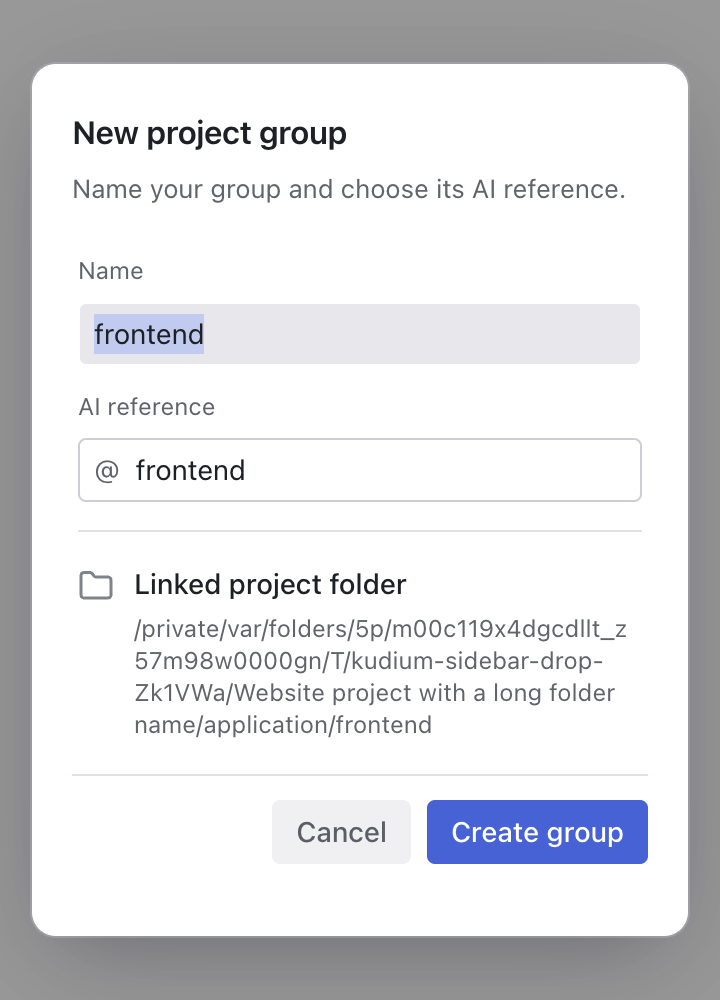 New project group
Name your group and choose its AI reference.
Name
frontend
AI reference
@ frontend
Linked project folder
/private/var/folders/5p/m00c119x4dgcdllt_z
57m98w0000gn/T/kudium-sidebar-drop-
Zk1VWa/Website project with a long folder
name/application/frontend
Cancel
Create group